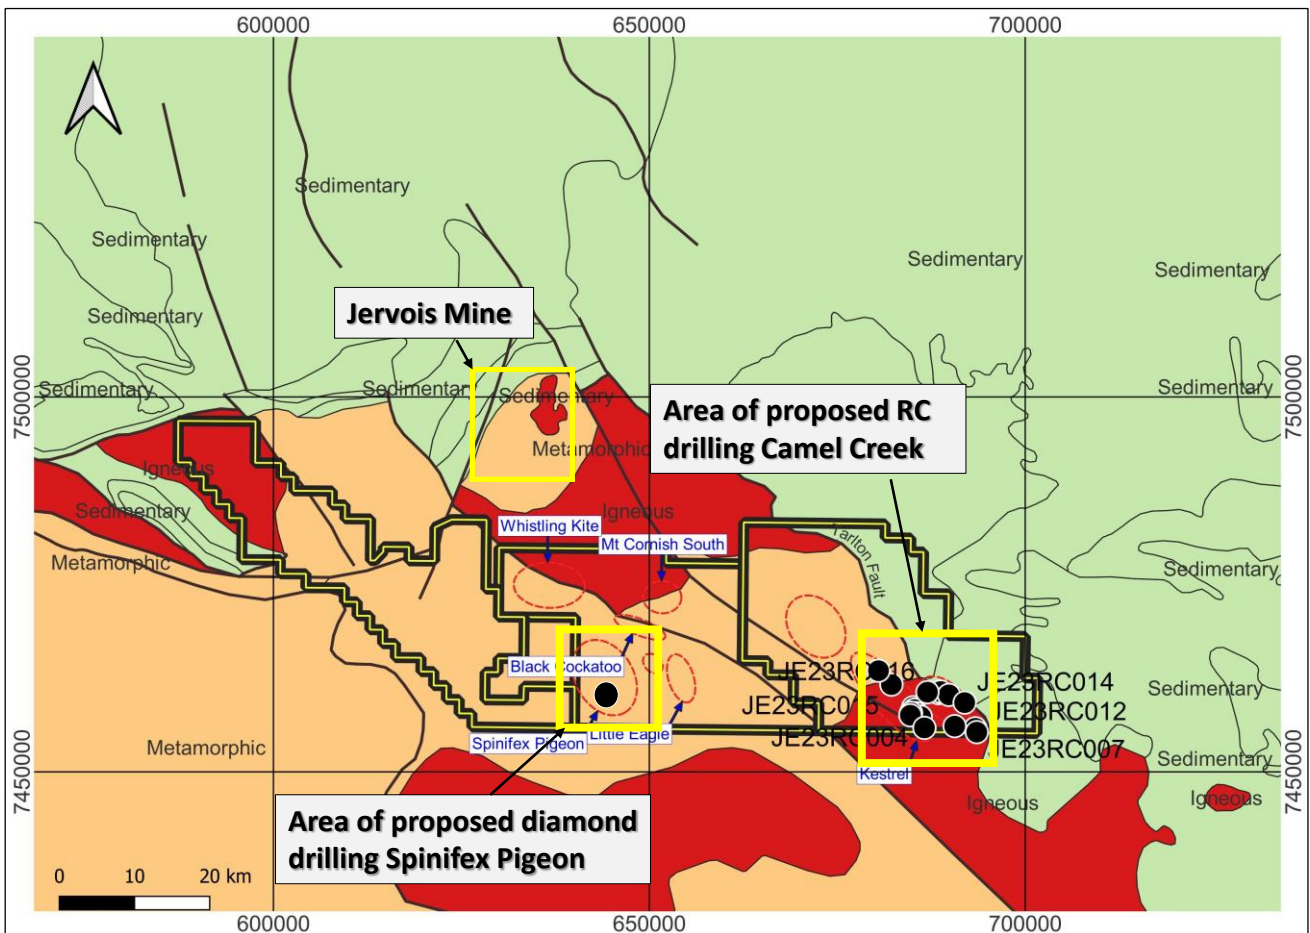 600000
650000
700000
Sedimentary
Sedimentary
Sedimentary
Sedimentary
Jervois Mine
Sedimentary
Sedimentary
Sedimentary
Sedimentary
Sedimentary
7500000
7500000
Area of proposed RC
drilling Camel Creek
Metamorphic
Igneous
Sedimentary
Igneous
Whistling Kite
Mt Cornish South
Tarlton Fault
Metamorphic
Sedimentary
Black Cockatoo
JE23RC014
JE23RC015
JE23RC012
Sedimentary
Spinifex Pigeon
Little Eagle
JE23RC004
JE23RC007
Metamorphic
Kestrel
Sedimentary
7450000
7450000
Igneous
Igneous
Area of proposed diamond
drilling Spinifex Pigeon
0 10 20 km
600000
650000
700000